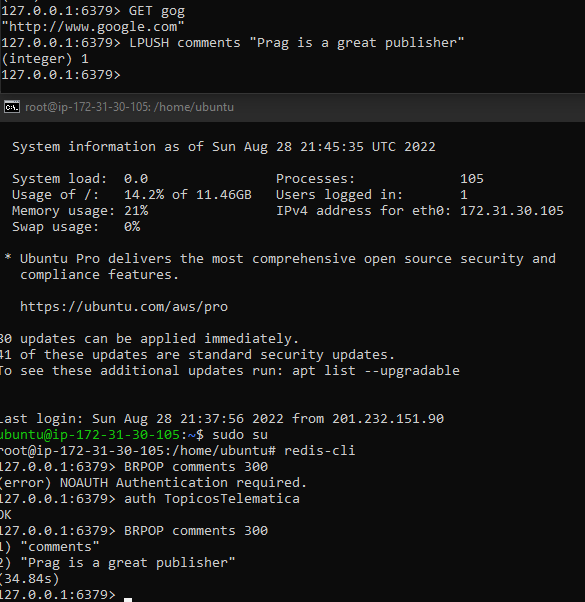 127.0.0.1:6379> GET gog
"http://www.google.com"
127.0.0.1:6379> LPUSH comments "Prag is a great publisher"
(integer) 1
127.0.0.1:6379>
C:\. root@ip-172-31-30-105: /home/ubuntu
System information as of Sun Aug 28 21:45:35 UTC 2022
System load:  0.0                Processes:             105
Usage of /:   14.2% of 11.46GB   Users logged in:       1
Memory usage: 21%                IPv4 address for eth0: 172.31.30.105
Swap usage:   0%
* Ubuntu Pro delivers the most comprehensive open source security and
compliance features.
https://ubuntu.com/aws/pro
30 updates can be applied immediately.
41 of these updates are standard security updates.
To see these additional updates run: apt list --upgradable
Last login: Sun Aug 28 21:37:56 2022 from 201.232.151.90
ubuntu@ip-172-31-30-105:~$ sudo su
root@ip-172-31-30-105:/home/ubuntu# redis-cli
127.0.0.1:6379> BRPOP comments 300
(error) NOAUTH Authentication required.
127.0.0.1:6379> auth TopicosTelematica
OK
127.0.0.1:6379> BRPOP comments 300
1) "comments"
2) "Prag is a great publisher"
(34.84s)
127.0.0.1:6379>